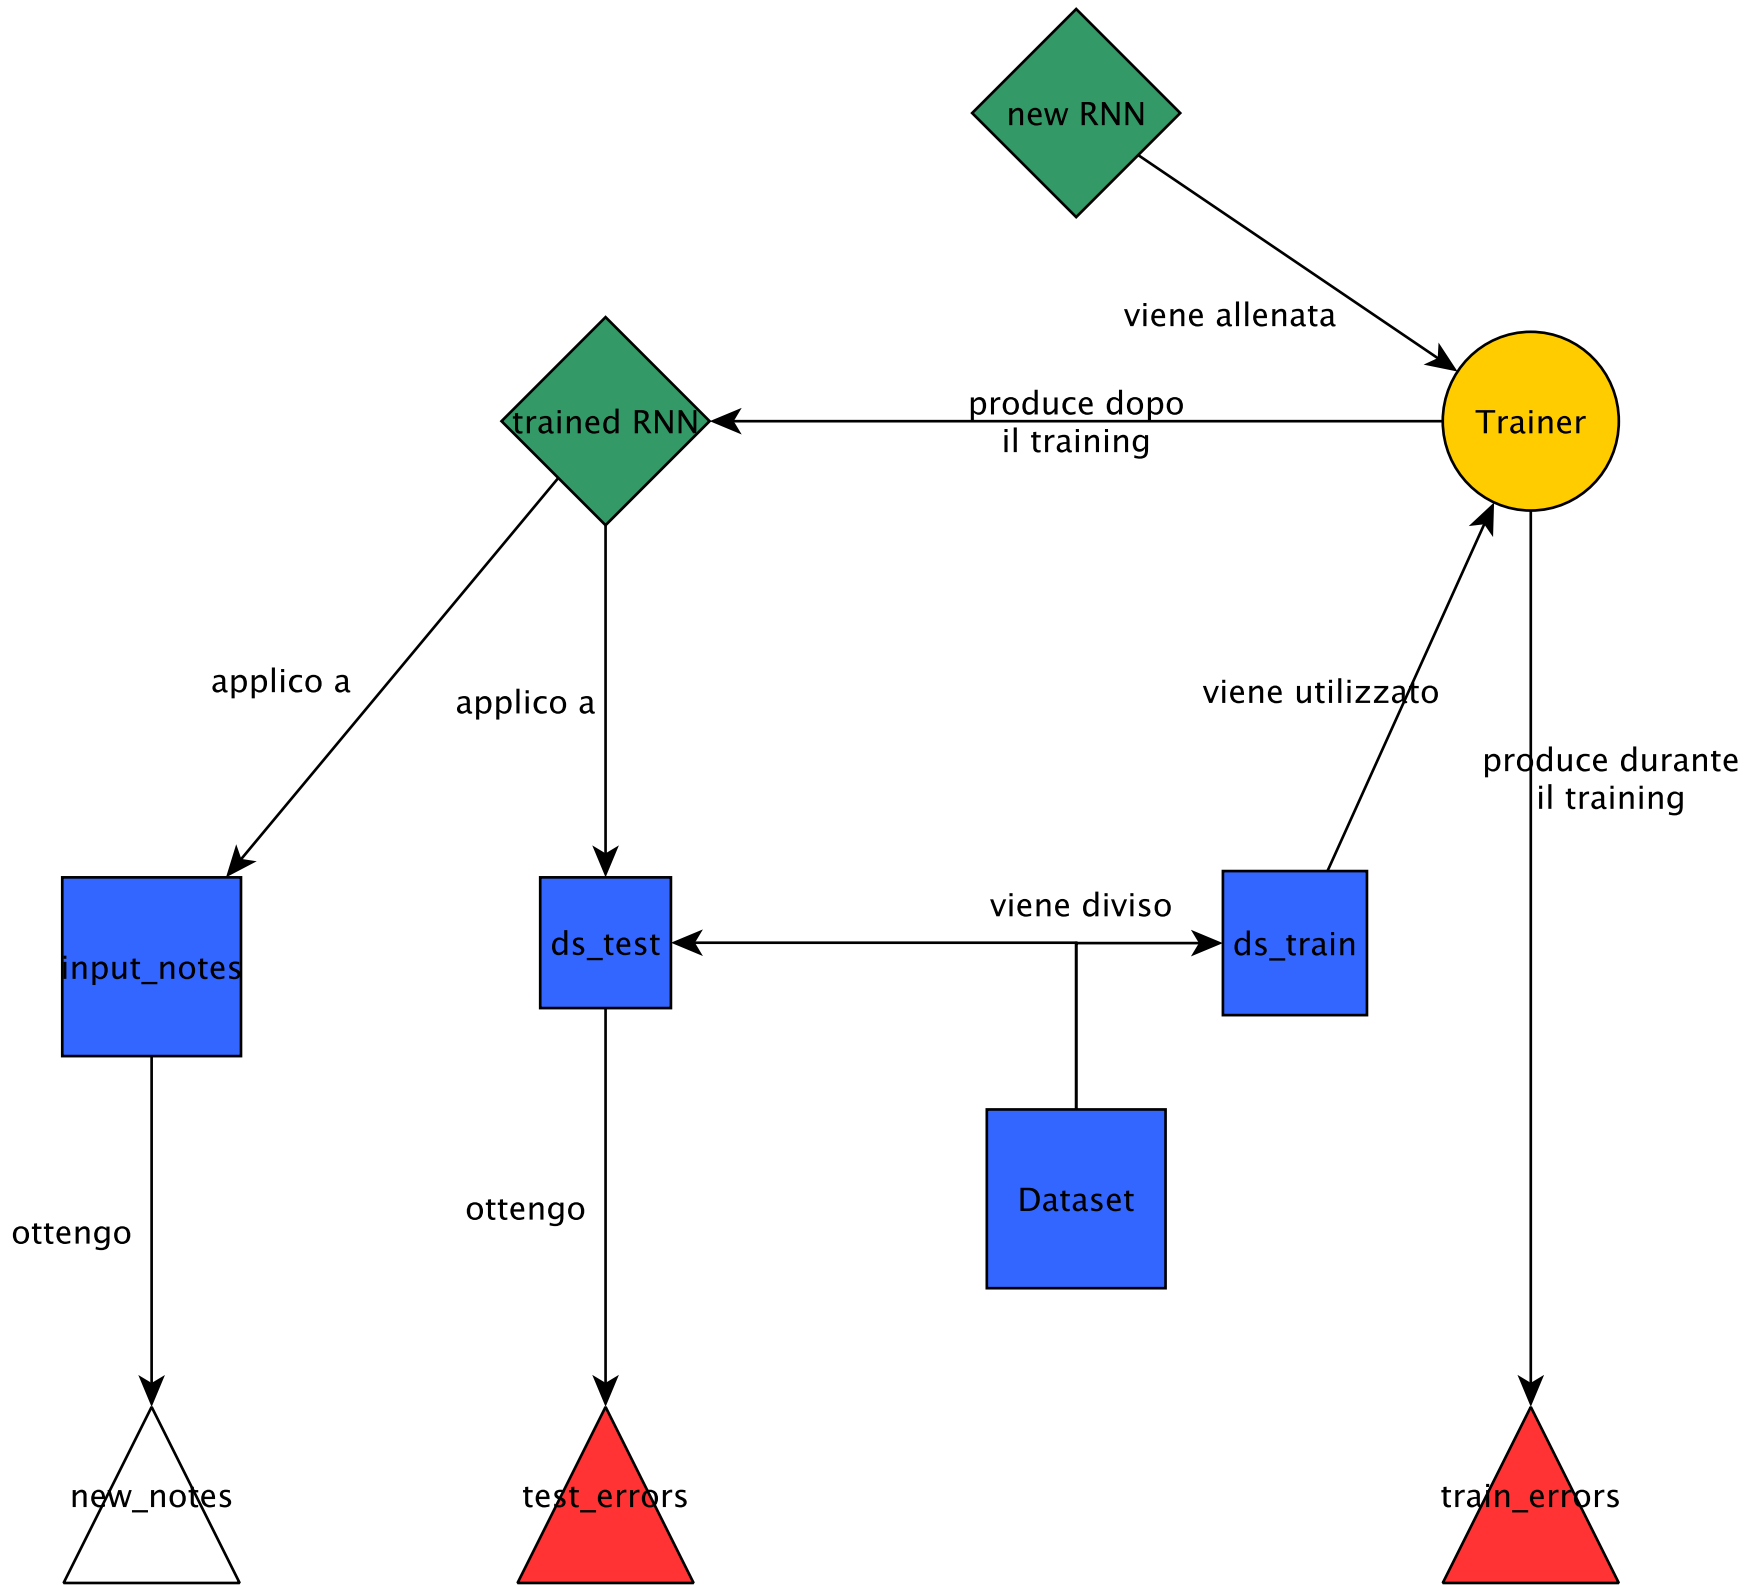 new RNN
viene allenata
produce dopo
il training
trained RNN
Trainer
applico a
applico a
viene utilizzato
produce durante
il training
viene diviso
input_notes
ds_test
ds_train
Dataset
ottengo
ottengo
new_notes
test_errors
train_errors